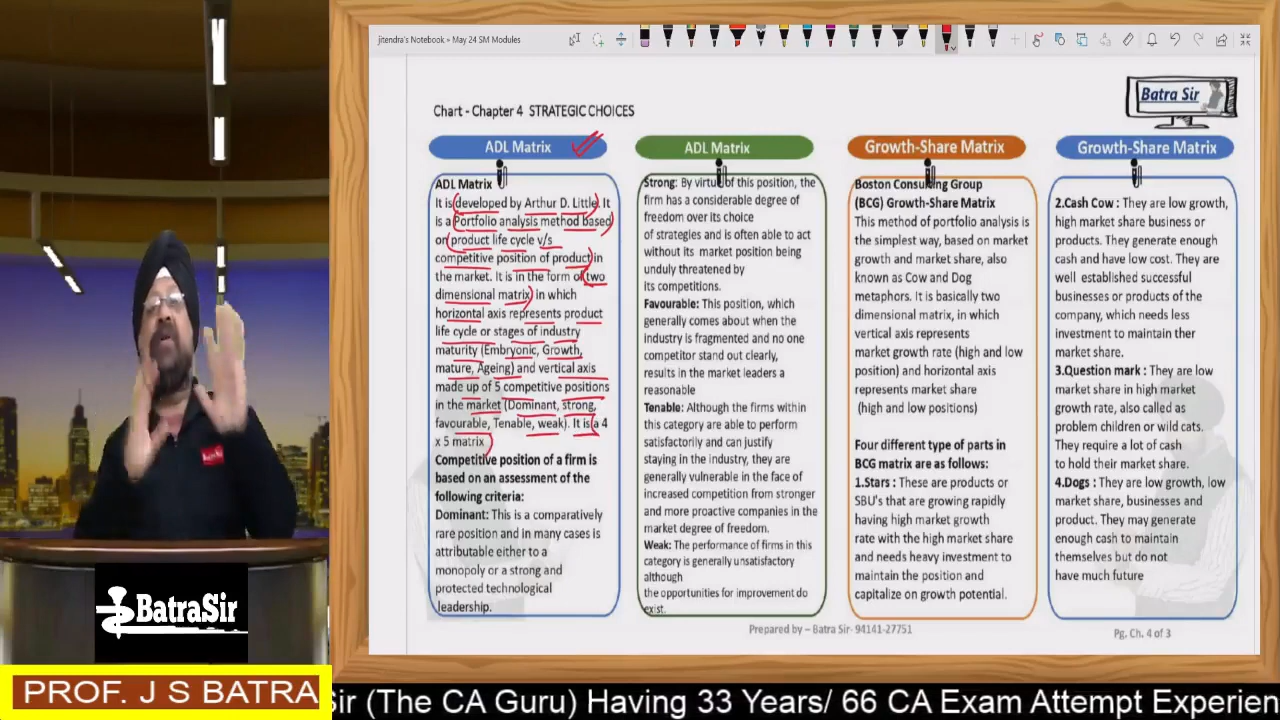 jitendra's Notebook » May 24 SM Modules
Chart - Chapter 4 STRATEGIC CHOICES
Batra Sir
ADL Matrix
ADL Matrix
It is developed by Arthur D. Little. It
is a Portfolio analysis method based
on product life cycle v/s
competitive position of product in
the market. It is in the form of two
dimensional matrix in which
horizontal axis represents product
life cycle or stages of industry
maturity (Embryonic, Growth,
mature, Ageing) and vertical axis
made up of 5 competitive positions
in the market (Dominant, strong,
favourable, Tenable, weak). It is a 4
x 5 matrix
Competitive position of a firm is
based on an assessment of the
following criteria:
Dominant: This is a comparatively
rare position and in many cases is
attributable either to a
monopoly or a strong and
protected technological
leadership.
ADL Matrix
Strong: By virtue of this position, the
firm has a considerable degree of
freedom over its choice
of strategies and is often able to act
without its market position being
unduly threatened by
its competitions.
Favourable: This position, which
generally comes about when the
industry is fragmented and no one
competitor stand out clearly,
results in the market leaders a
reasonable
Tenable: Although the firms within
this category are able to perform
satisfactorily and can justify
staying in the industry, they are
generally vulnerable in the face of
increased competition from stronger
and more proactive companies in the
market degree of freedom.
Weak: The performance of firms in this
category is generally unsatisfactory
although
the opportunities for improvement do
exist.
Growth-Share Matrix
Boston Consulting Group
(BCG) Growth-Share Matrix
This method of portfolio analysis is
the simplest way, based on market
growth and market share, also
known as Cow and Dog
metaphors. It is basically two
dimensional matrix, in which
vertical axis represents
market growth rate (high and low
position) and horizontal axis
represents market share
(high and low positions)
Four different type of parts in
BCG matrix are as follows:
1.Stars : These are products or
SBU's that are growing rapidly
having high market growth
rate with the high market share
and needs heavy investment to
maintain the position and
capitalize on growth potential.
Growth-Share Matrix
2.Cash Cow : They are low growth,
high market share business or
products. They generate enough
cash and have low cost. They are
well established successful
businesses or products of the
company, which needs less
investment to maintain their
market share.
3.Question mark : They are low
market share in high market
growth rate, also called as
problem children or wild cats.
They require a lot of cash
to hold their market share.
4.Dogs : They are low growth, low
market share, businesses and
product. They may generate
enough cash to maintain
themselves but do not
have much future
Prepared by – Batra Sir- 94141-27751
Pg. Ch. 4 of 3
BatraSir
PROF. J S BATRA
Sir (The CA Guru) Having 33 Years/ 66 CA Exam Attempt Experien